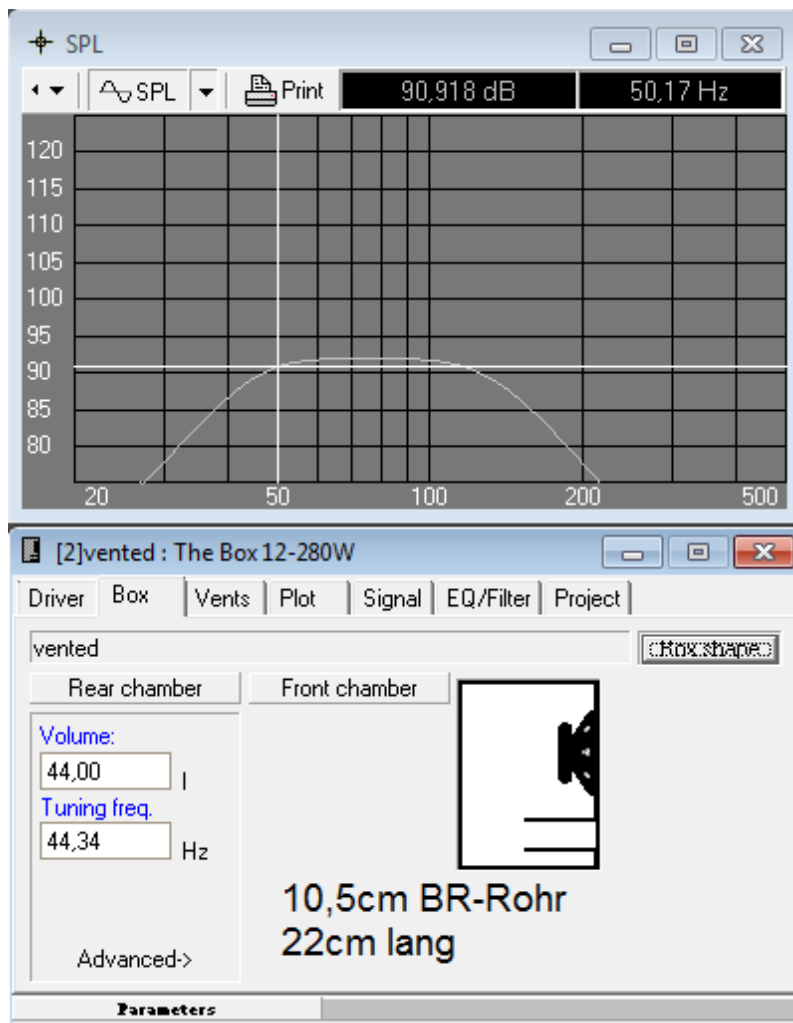 SPL
SPL Print 90,918 dB 50,17 Hz
120
115
110
105
100
95
90
85
80
20 50 100 200 500
[2]vented : The Box 12-280W
Driver Box Vents Plot Signal EQ/Filter Project
vented Box shape
Rear chamber Front chamber
Volume:
44,00 l
Tuning freq.
44,34 Hz
10,5cm BR-Rohr
22cm lang
Advanced->
Parameters